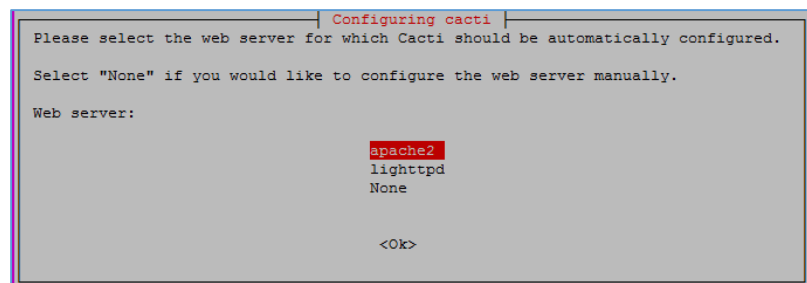 Configuring cacti
Please select the web server for which Cacti should be automatically configured.
Select "None" if you would like to configure the web server manually.
Web server:
apache2
lighttpd
None
<Ok>